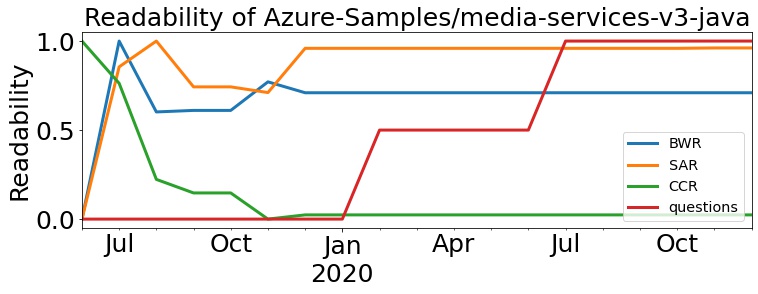 Readability of Azure-Samples/media-services-v3-java
Readability
1.0
0.5
0.0
BWR
SAR
CCR
questions
Jul
Oct
Jan
2020
Apr
Jul
Oct